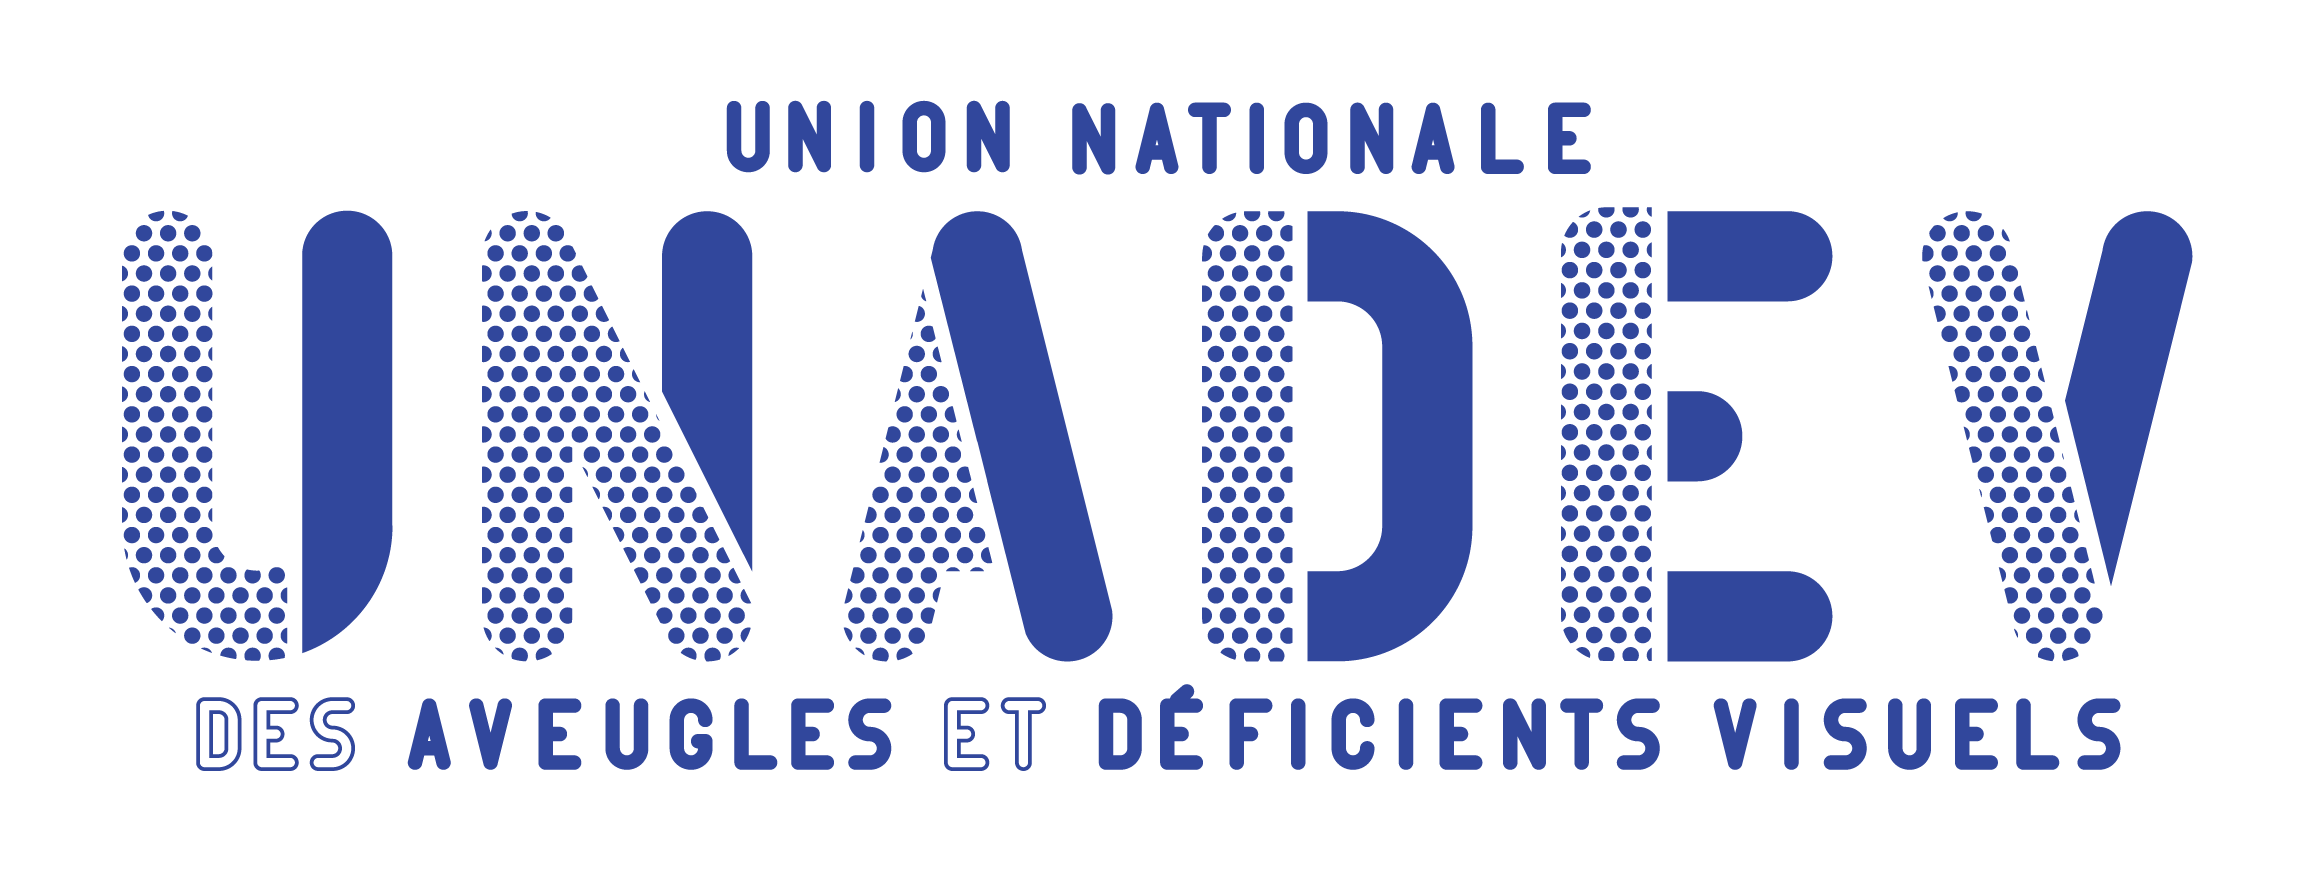 UNION NATIONALE
UNADEV
DES AVEUGLES ET DÉFICIENTS VISUELS